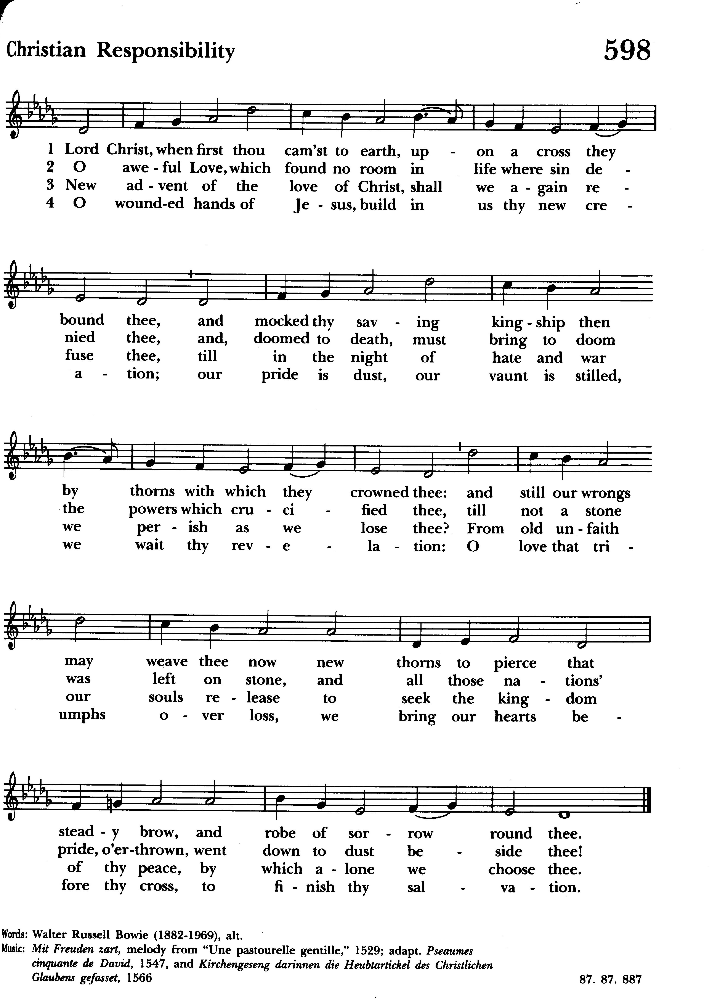 Christian Responsibility 598
1 Lord Christ, when first thou cam'st to earth, up - on a cross they
2 O awe - ful Love, which found no room in life where sin de -
3 New ad - vent of the love of Christ, shall we a - gain re -
4 O wound-ed hands of Je - sus, build in us thy new cre -
bound thee, and mocked thy sav - ing king - ship then
nied thee, and, doomed to death, must bring to doom
fuse thee, till in the night of hate and war
a - tion; our pride is dust, our vaunt is stilled,
by thorns with which they crowned thee: and still our wrongs
the powers which cru - ci - fied thee, till not a stone
we per - ish as we lose thee? From old un - faith
we wait thy rev - e - la - tion: O love that tri -
may weave thee now new thorns to pierce that
was left on stone, and all those na - tions'
our souls re - lease to seek the king - dom
umphs o - ver loss, we bring our hearts be -
stead - y brow, and robe of sor - row round thee.
pride, o'er-thrown, went down to dust be - side thee!
of thy peace, by which a - lone we choose thee.
fore thy cross, to fi - nish thy sal - va - tion.
Words: Walter Russell Bowie (1882-1969), alt.
Music: Mit Freuden zart, melody from “Une pastourelle gentille,” 1529; adapt. Pseaumes
cinquante de David, 1547, and Kirchengeseng darinnen die Heubtartickel des Christlichen
Glaubens gefasset, 1566 87. 87. 887